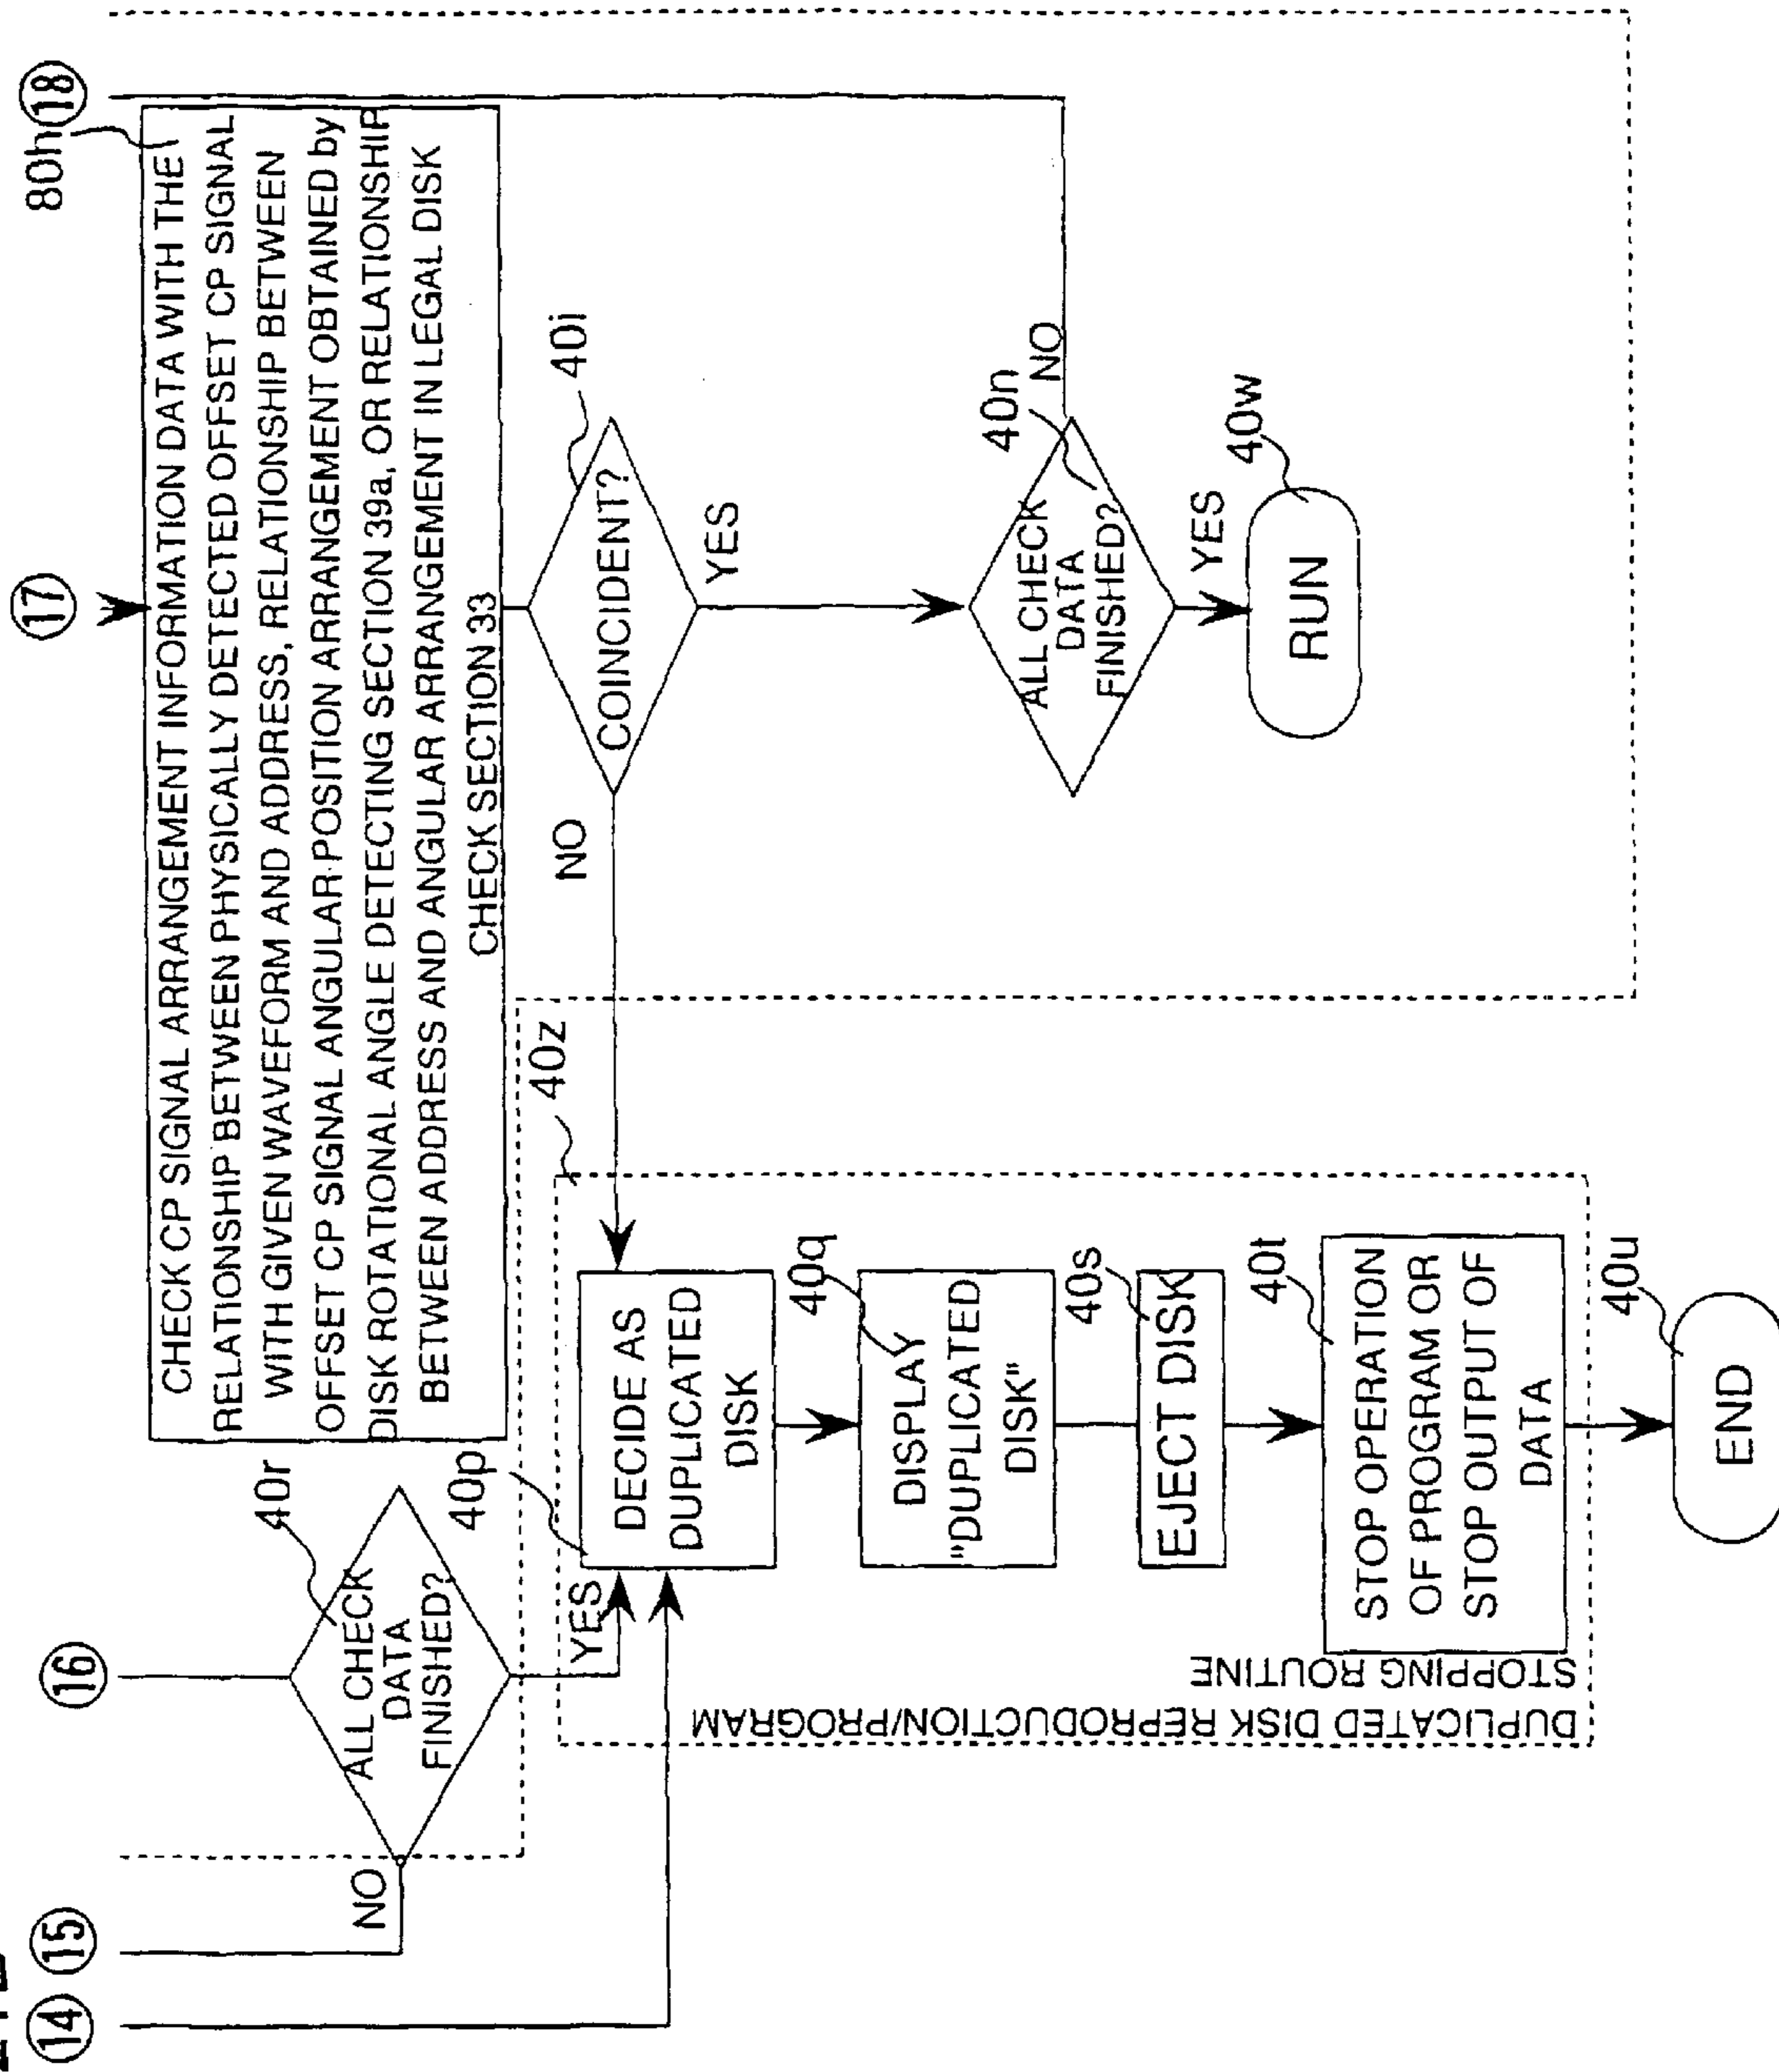 14
15
16
17
18
80h
CHECK CP SIGNAL ARRANGEMENT INFORMATION DATA WITH THE
RELATIONSHIP BETWEEN PHYSICALLY DETECTED OFFSET CP SIGNAL
WITH GIVEN WAVEFORM AND ADDRESS, RELATIONSHIP BETWEEN
OFFSET CP SIGNAL ANGULAR POSITION ARRANGEMENT OBTAINED by
DISK ROTATIONAL ANGLE DETECTING SECTION 39a, OR RELATIONSHIP
BETWEEN ADDRESS AND ANGULAR ARRANGEMENT IN LEGAL DISK
CHECK SECTION 33
40r
ALL CHECK
DATA
FINISHED?
NO
YES
40i
COINCIDENT?
NO
YES
40n
ALL CHECK
DATA
FINISHED?
NO
YES
40w
RUN
40z
40p
DECIDE AS
DUPLICATED
DISK
40q
DISPLAY
"DUPLICATED
DISK"
40s
EJECT DISK
40t
STOP OPERATION
OF PROGRAM OR
STOP OUTPUT OF
DATA
DUPLICATED DISK REPRODUCTION/PROGRAM
STOPPING ROUTINE
40u
END